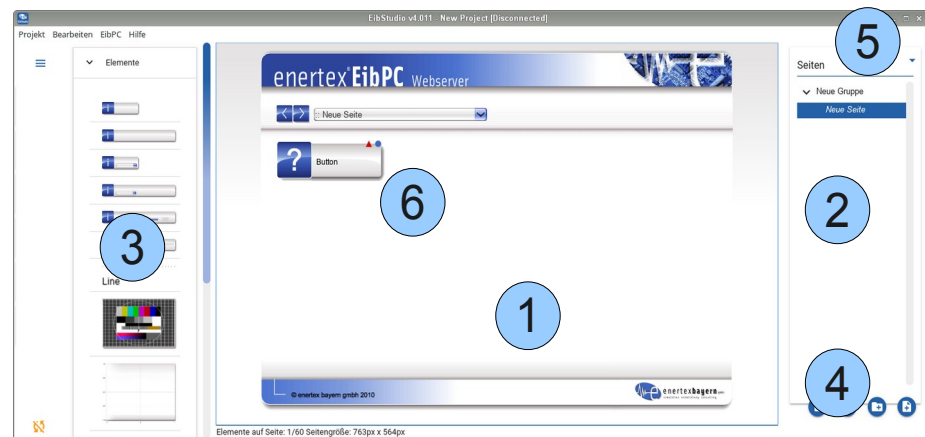 EibStudio v4.011 New Project [Disconnected]
Projekt Bearbeiten EibPC Hilfe
5
Elemente
Seiten
enertex EibPC Webserver
Neue Gruppe
Neue Seite
:: Neue Seite
?
Button
6
2
3
Line
1
4
© enertex bayern gmbh 2010
enertexbayern
Elemente auf Seite: 1/60 Seitengröße: 763px x 564px